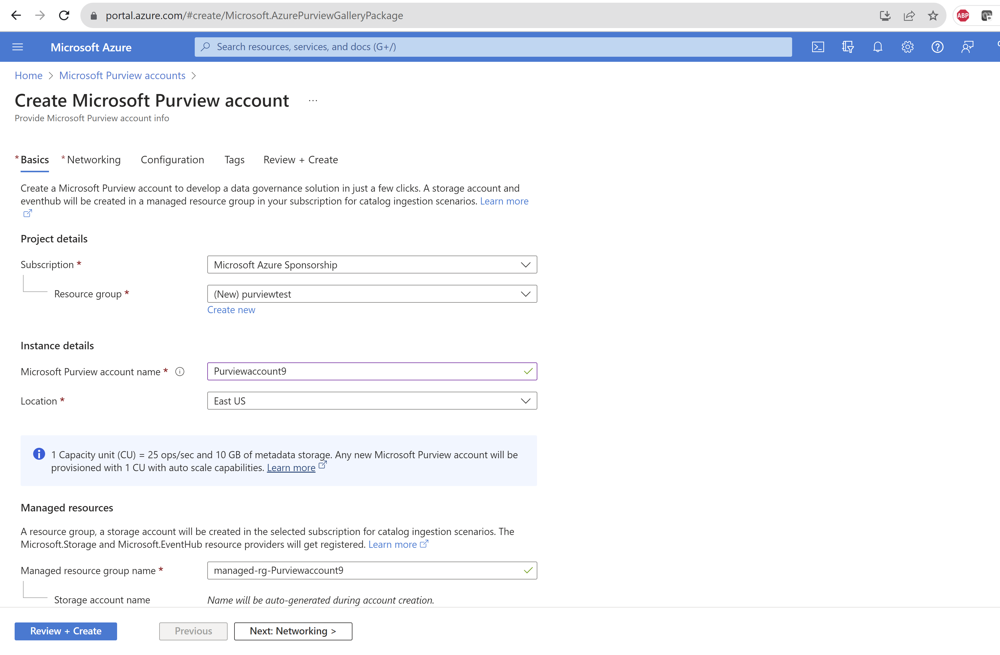 portal.azure.com/#create/Microsoft.AzurePurviewGalleryPackage
ABP
Microsoft Azure
Search resources, services, and docs (G+/)
Home > Microsoft Purview accounts >
Create Microsoft Purview account ...
Provide Microsoft Purview account info
* Basics * Networking Configuration Tags Review + Create
Create a Microsoft Purview account to develop a data governance solution in just a few clicks. A storage account and
eventhub will be created in a managed resource group in your subscription for catalog ingestion scenarios. Learn more
Project details
Subscription * Microsoft Azure Sponsorship
Resource group * (New) purviewtest
Create new
Instance details
Microsoft Purview account name * Purviewaccount9
Location * East US
1 Capacity unit (CU) = 25 ops/sec and 10 GB of metadata storage. Any new Microsoft Purview account will be
provisioned with 1 CU with auto scale capabilities. Learn more
Managed resources
A resource group, a storage account will be created in the selected subscription for catalog ingestion scenarios. The
Microsoft.Storage and Microsoft.EventHub resource providers will get registered. Learn more
Managed resource group name * managed-rg-Purviewaccount9
Storage account name Name will be auto-generated during account creation.
Review + Create Previous Next: Networking >